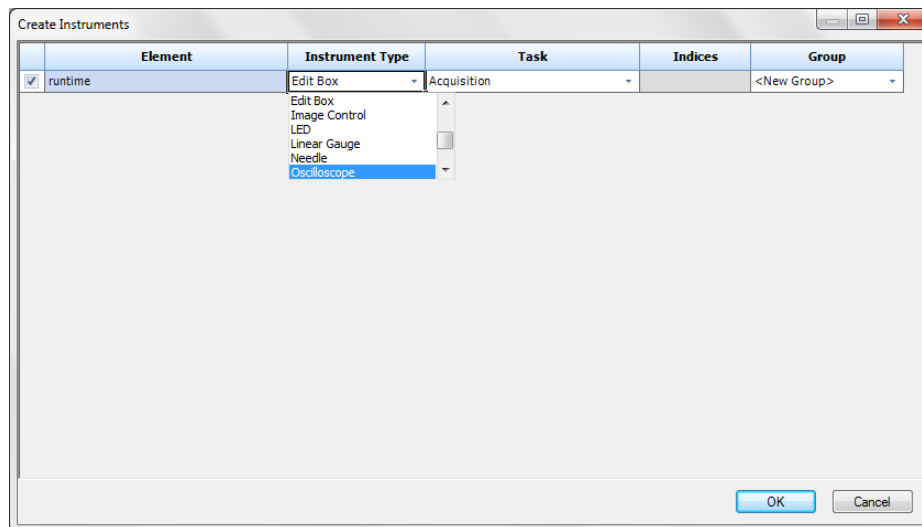 Create Instruments
Element Instrument Type Task Indices Group
runtime Edit Box Acquisition <New Group>
Edit Box
Image Control
LED
Linear Gauge
Needle
Oscilloscope
OK Cancel